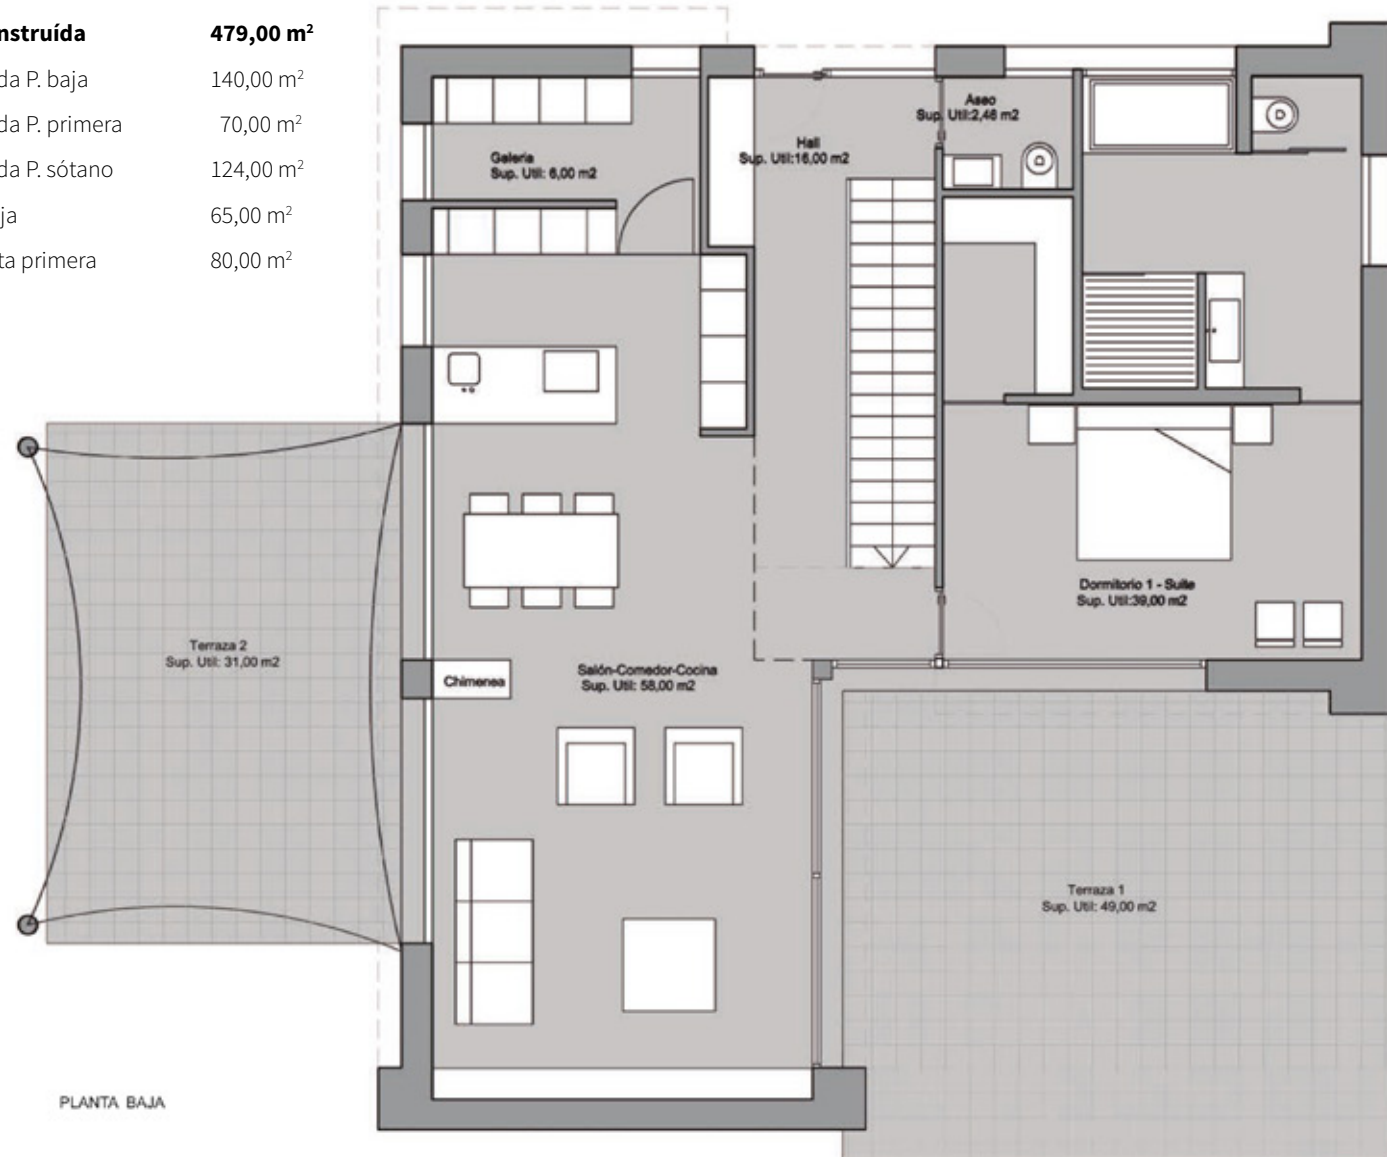 nstruída 479,00 m²
da P. baja 140,00 m²
da P. primera 70,00 m²
da P. sótano 124,00 m²
ja 65,00 m²
ta primera 80,00 m²
Aseo
Sup. Util:2,46 m2
Hall
Sup. Util:16,00 m2
Galeria
Sup. Util: 6,00 m2
Dormitorio 1 - Suite
Sup. Util:39,00 m2
Terraza 2
Sup. Util: 31,00 m2
Chimenea
Salón-Comedor-Cocina
Sup. Util: 58,00 m2
Terraza 1
Sup. Util: 49,00 m2
PLANTA BAJA